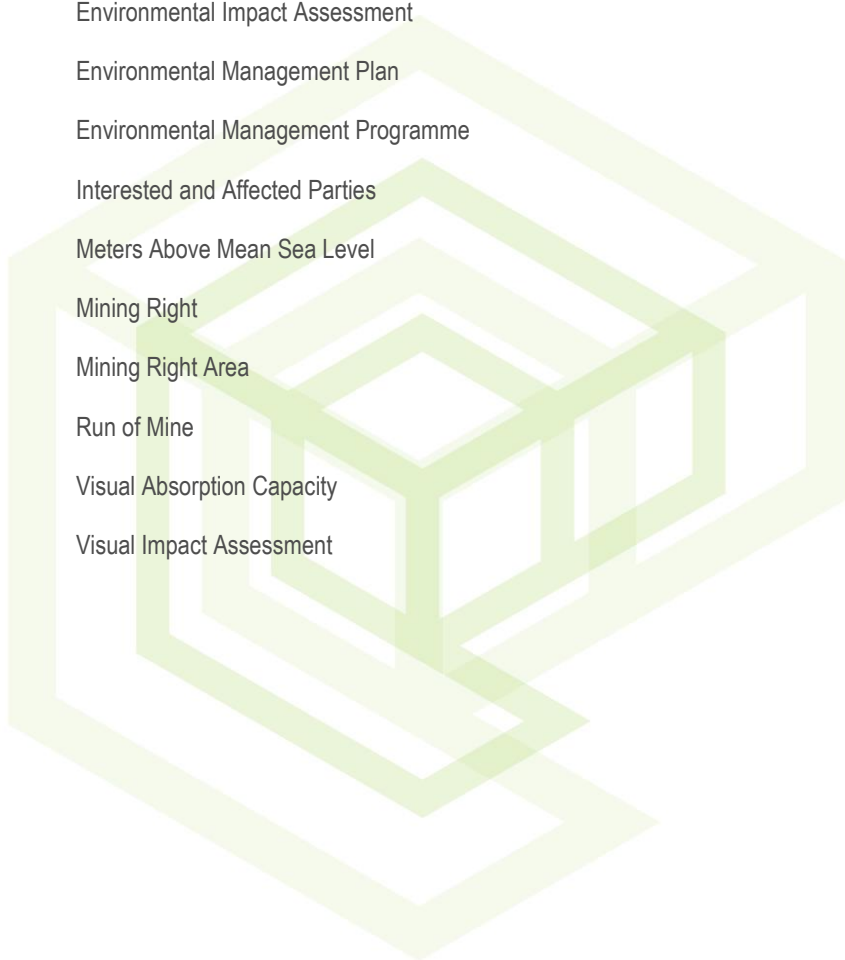 Environmental Impact Assessment
Environmental Management Plan
Environmental Management Programme
Interested and Affected Parties
Meters Above Mean Sea Level
Mining Right
Mining Right Area
Run of Mine
Visual Absorption Capacity
Visual Impact Assessment